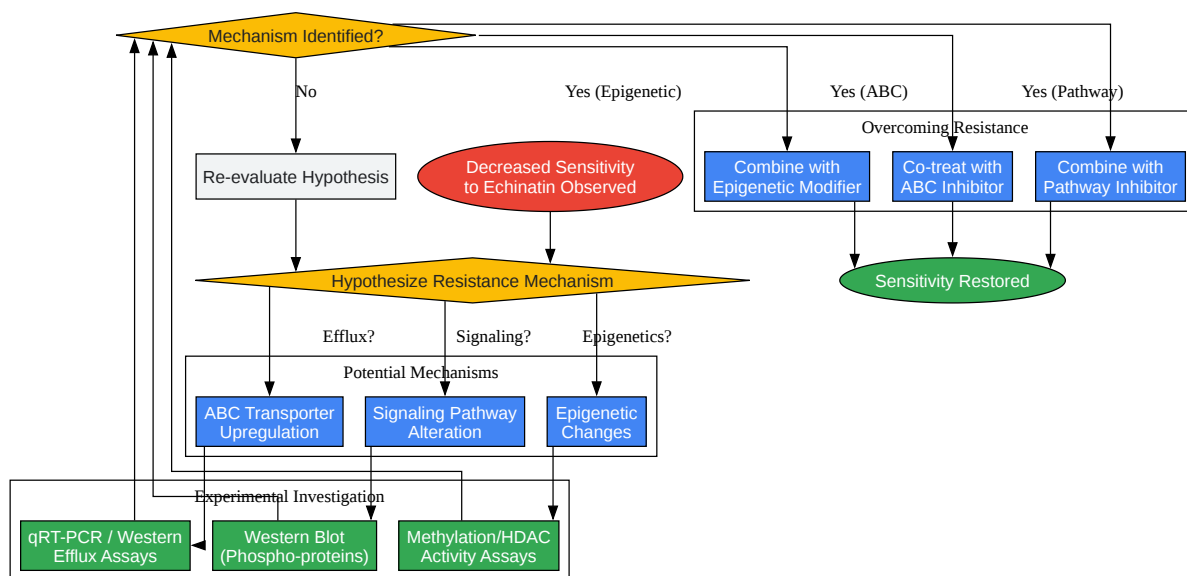 Mechanism Identified?
No
Yes (Epigenetic)
Yes (ABC)
Yes (Pathway)
Overcoming Resistance
Re-evaluate Hypothesis
Decreased Sensitivity
to Echinatin Observed
Combine with
Epigenetic Modifier
Co-treat with
ABC Inhibitor
Combine with
Pathway Inhibitor
Hypothesize Resistance Mechanism
Sensitivity Restored
Efflux?
Signaling?
Epigenetics?
Potential Mechanisms
ABC Transporter
Upregulation
Signaling Pathway
Alteration
Epigenetic
Changes
Experimental Investigation
qRT-PCR / Western
Efflux Assays
Western Blot
(Phospho-proteins)
Methylation/HDAC
Activity Assays